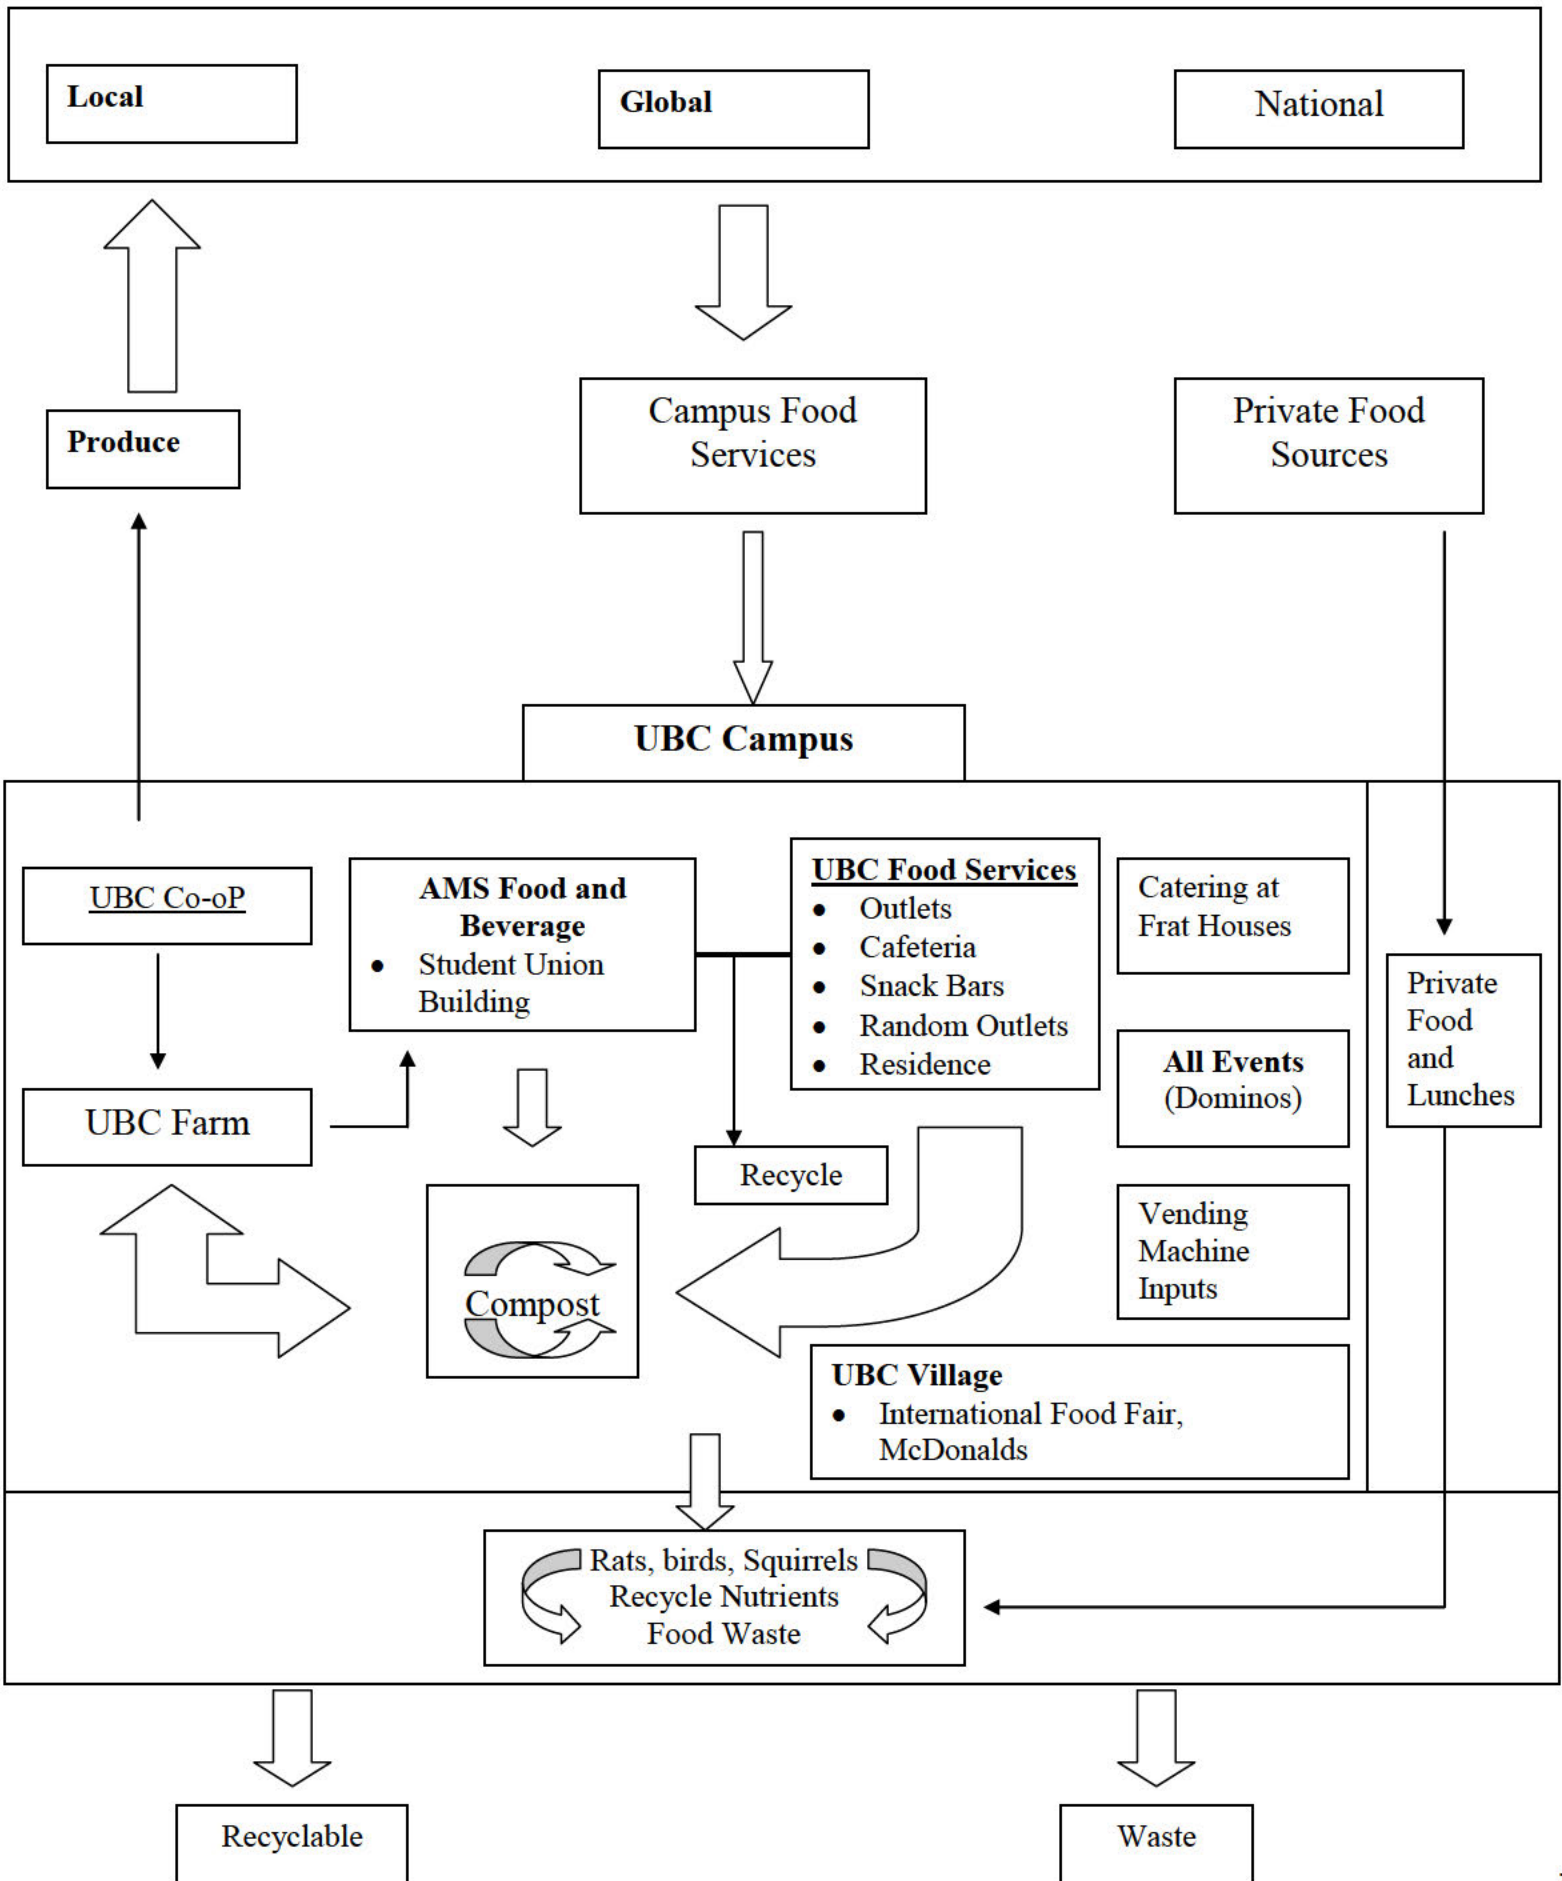 Local
Global
National
Produce
Campus Food
Services
Private Food
Sources
UBC Campus
UBC Co-oP
AMS Food and
Beverage
• Student Union
Building
UBC Food Services
• Outlets
• Cafeteria
• Snack Bars
• Random Outlets
• Residence
Catering at
Frat Houses
Private
Food
and
Lunches
All Events
(Dominos)
UBC Farm
Recycle
Vending
Machine
Inputs
Compost
UBC Village
• International Food Fair,
McDonalds
Rats, birds, Squirrels
Recycle Nutrients
Food Waste
Recyclable
Waste